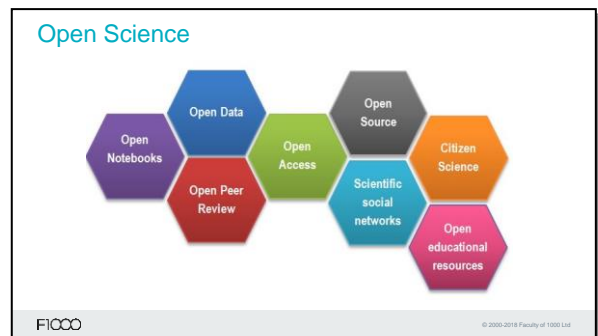 Open Science
Open
Notebooks
Open Data
Open Peer
Review
Open
Access
Open
Source
Scientific
social
networks
Citizen
Science
Open
educational
resources
F1000
© 2000-2018 Faculty of 1000 Ltd